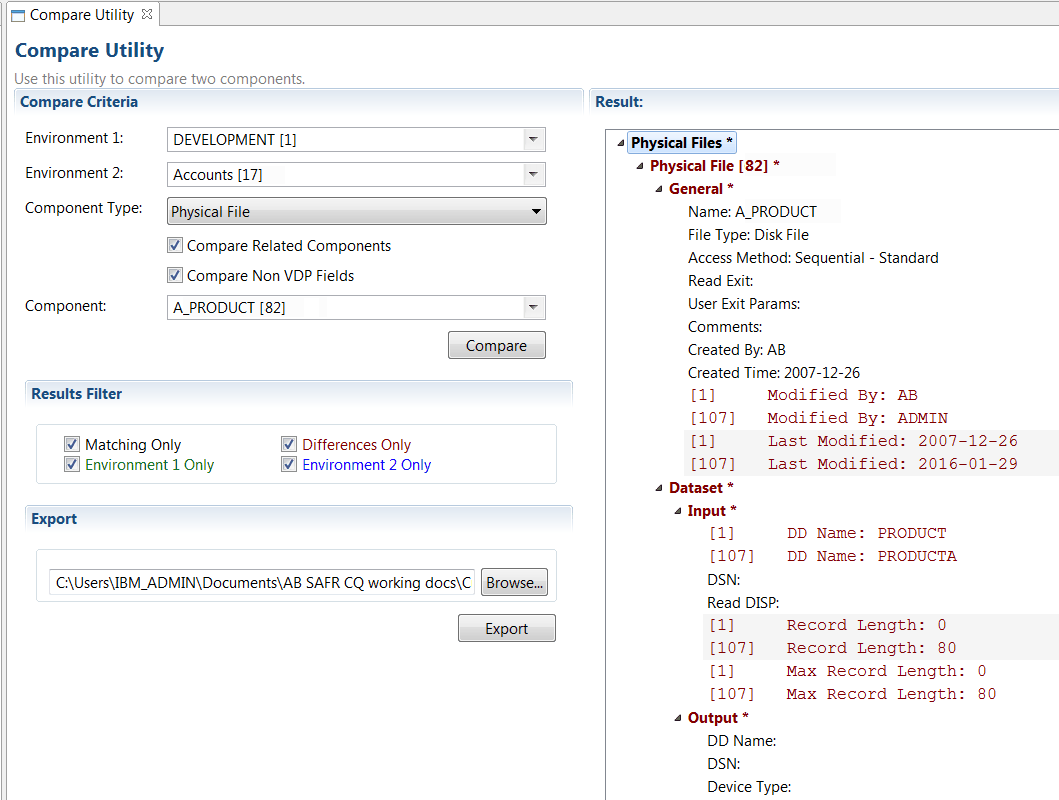 Compare Utility
Compare Utility
Use this utility to compare two components.
Compare Criteria
Environment 1: DEVELOPMENT [1]
Environment 2: Accounts [17]
Component Type: Physical File
Compare Related Components
Compare Non VDP Fields
Component: A_PRODUCT [82]
Compare
Results Filter
Matching Only Differences Only
Environment 1 Only Environment 2 Only
Export
C:\Users\IBM_ADMIN\Documents\AB SAFR CQ working docs\C Browse...
Export
Result:
Physical Files *
Physical File [82] *
General *
Name: A_PRODUCT
File Type: Disk File
Access Method: Sequential - Standard
Read Exit:
User Exit Params:
Comments:
Created By: AB
Created Time: 2007-12-26
[1] Modified By: AB
[107] Modified By: ADMIN
[1] Last Modified: 2007-12-26
[107] Last Modified: 2016-01-29
Dataset *
Input *
[1] DD Name: PRODUCT
[107] DD Name: PRODUCTA
DSN:
Read DISP:
[1] Record Length: 0
[107] Record Length: 80
[1] Max Record Length: 0
[107] Max Record Length: 80
Output *
DD Name:
DSN:
Device Type: